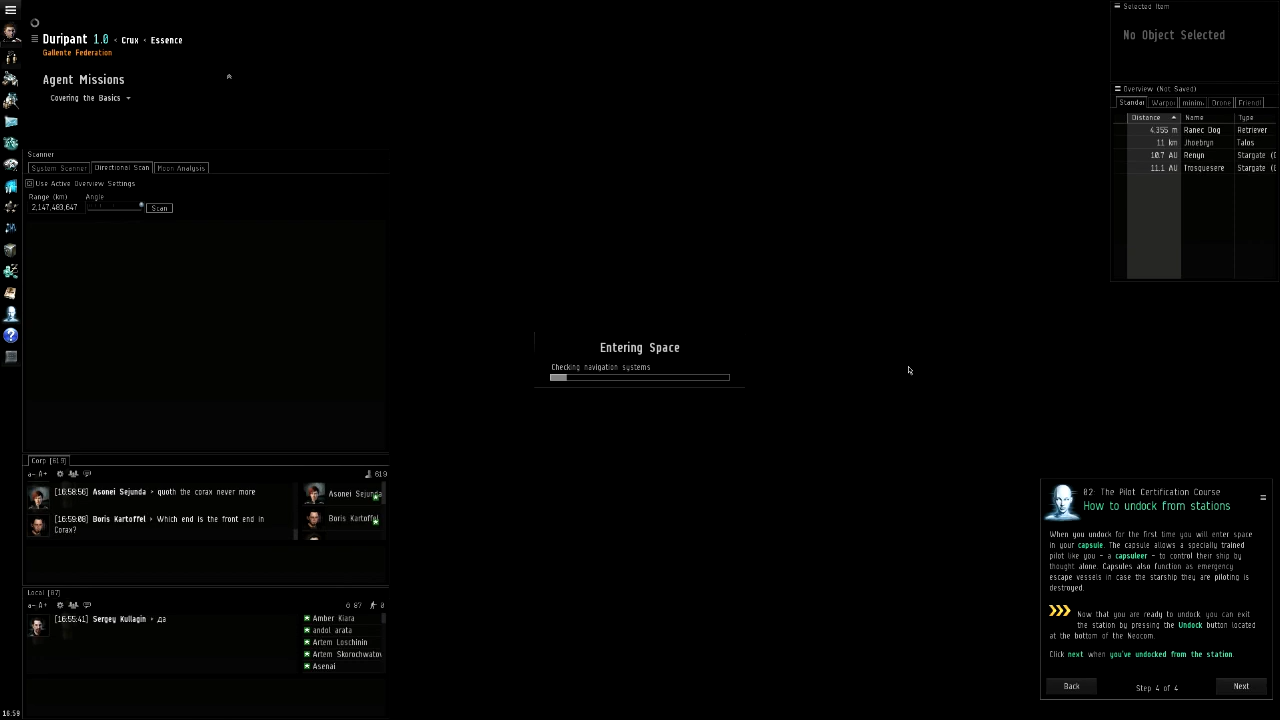 Duripant 1.0 ‹ Crux ‹ Essence
Gallente Federation
Agent Missions
Covering the Basics
Scanner
System Scanner
Directional Scan
Moon Analysis
Use Active Overview Settings
Range (km)
Angle
2,147,483,647
Scan
Corp [619]
a- A+
619
[16:58:56] Asonei Sejunda > quoth the corax never more
[16:59:08] Boris Kartoffel > Which end is the front end in
Corax?
Asonei Sejunda
Boris Kartoffel
Local [87]
a- A+
87
0
[16:55:41] Sergey Kullagin > да
Amber Kiara
andol arata
Artem Loschinin
Artem Skorochwatov
Asenai
16:59
Entering Space
Checking navigation systems
Selected Item
No Object Selected
Overview (Not Saved)
Standar
Warpo
minin
Drone
Friendl
Distance Name Type
4,355 m Ranec Dog Retriever
11 km Jhoebryn Talos
10.7 AU Renyn Stargate (
11.1 AU Trosquesere Stargate (
02: The Pilot Certification Course
How to undock from stations
When you undock for the first time you will enter space
in your capsule. The capsule allows a specially trained
pilot like you - a capsuleer - to control their ship by
thought alone. Capsules also function as emergency
escape vessels in case the starship they are piloting is
destroyed.
Now that you are ready to undock, you can exit
the station by pressing the Undock button located
at the bottom of the Neocom.
Click next when you've undocked from the station.
Back
Step 4 of 4
Next